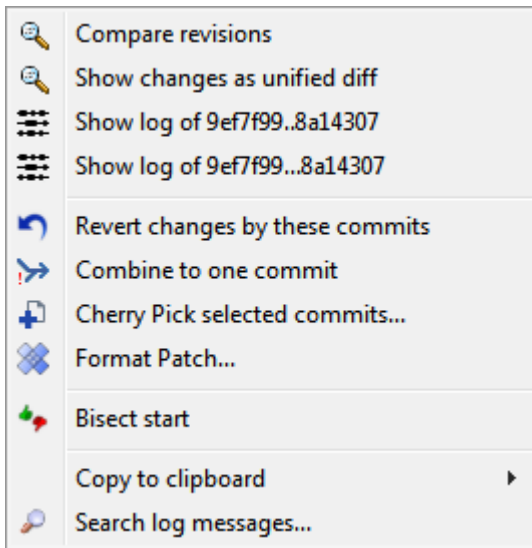 Compare revisions
Show changes as unified diff
Show log of 9ef7f99..8a14307
Show log of 9ef7f99...8a14307
Revert changes by these commits
Combine to one commit
Cherry Pick selected commits...
Format Patch...
Bisect start
Copy to clipboard
Search log messages...